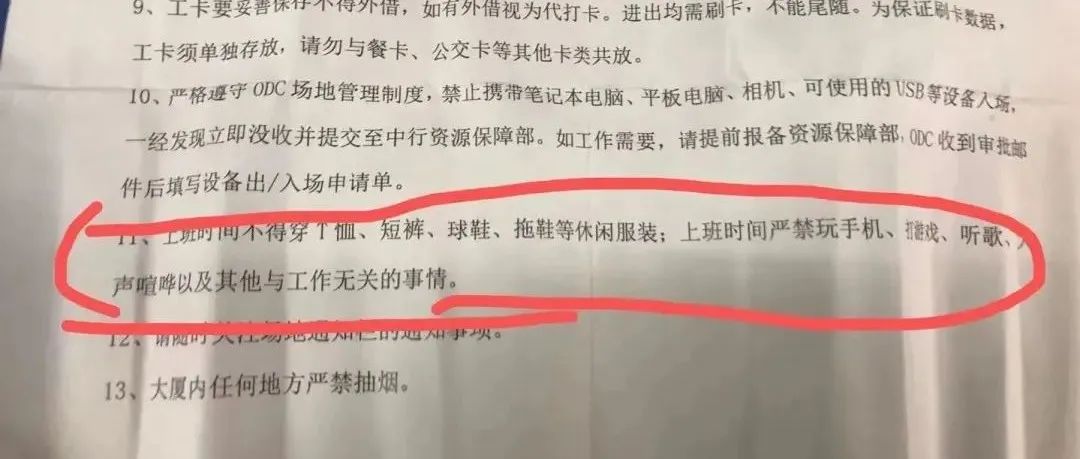 9、工卡要妥善保存不得外借，如有外借视为代打卡。进出均需刷卡，不能尾随。为保证刷卡数据，
工卡须单独存放，请勿与餐卡、公交卡等其他卡类共放。
10、严格遵守ODC场地管理制度，禁止携带笔记本电脑、平板电脑、相机、可使用的USB等设备入场，
一经发现立即没收并提交至中行资源保障部。如工作需要，请提前报备资源保障部，ODC收到审批邮
件后填写设备出/入场申请单。
11、上班时间不得穿T恤、短裤、球鞋、拖鞋等休闲服装；上班时间严禁玩手机、打游戏、听歌、
声喧哗以及其他与工作无关的事情。
12、请随时关注场地通知栏的通知事项。
13、大厦内任何地方严禁抽烟。